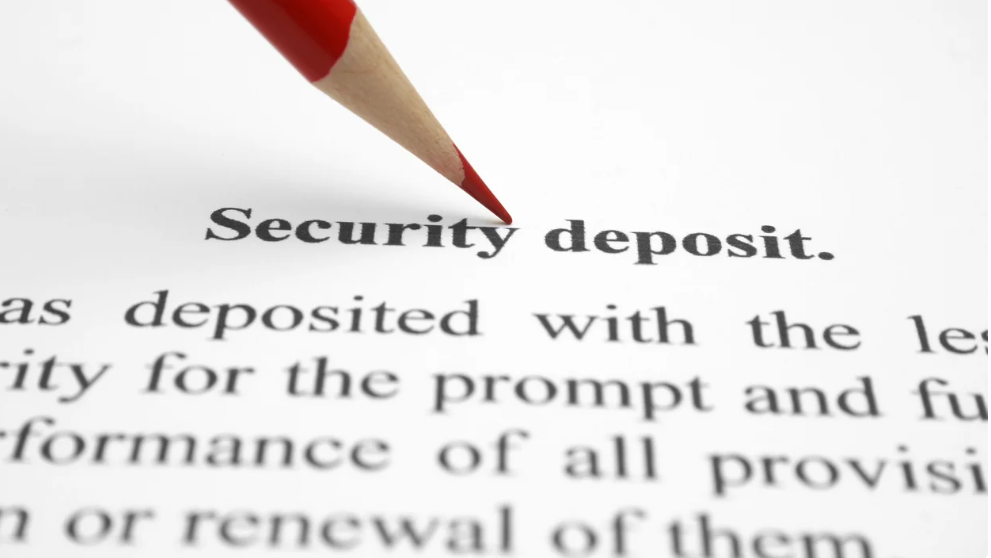 Security deposit.
as deposited with the les
rity for the prompt and fu
rformance of all provisi
n or renewal of them